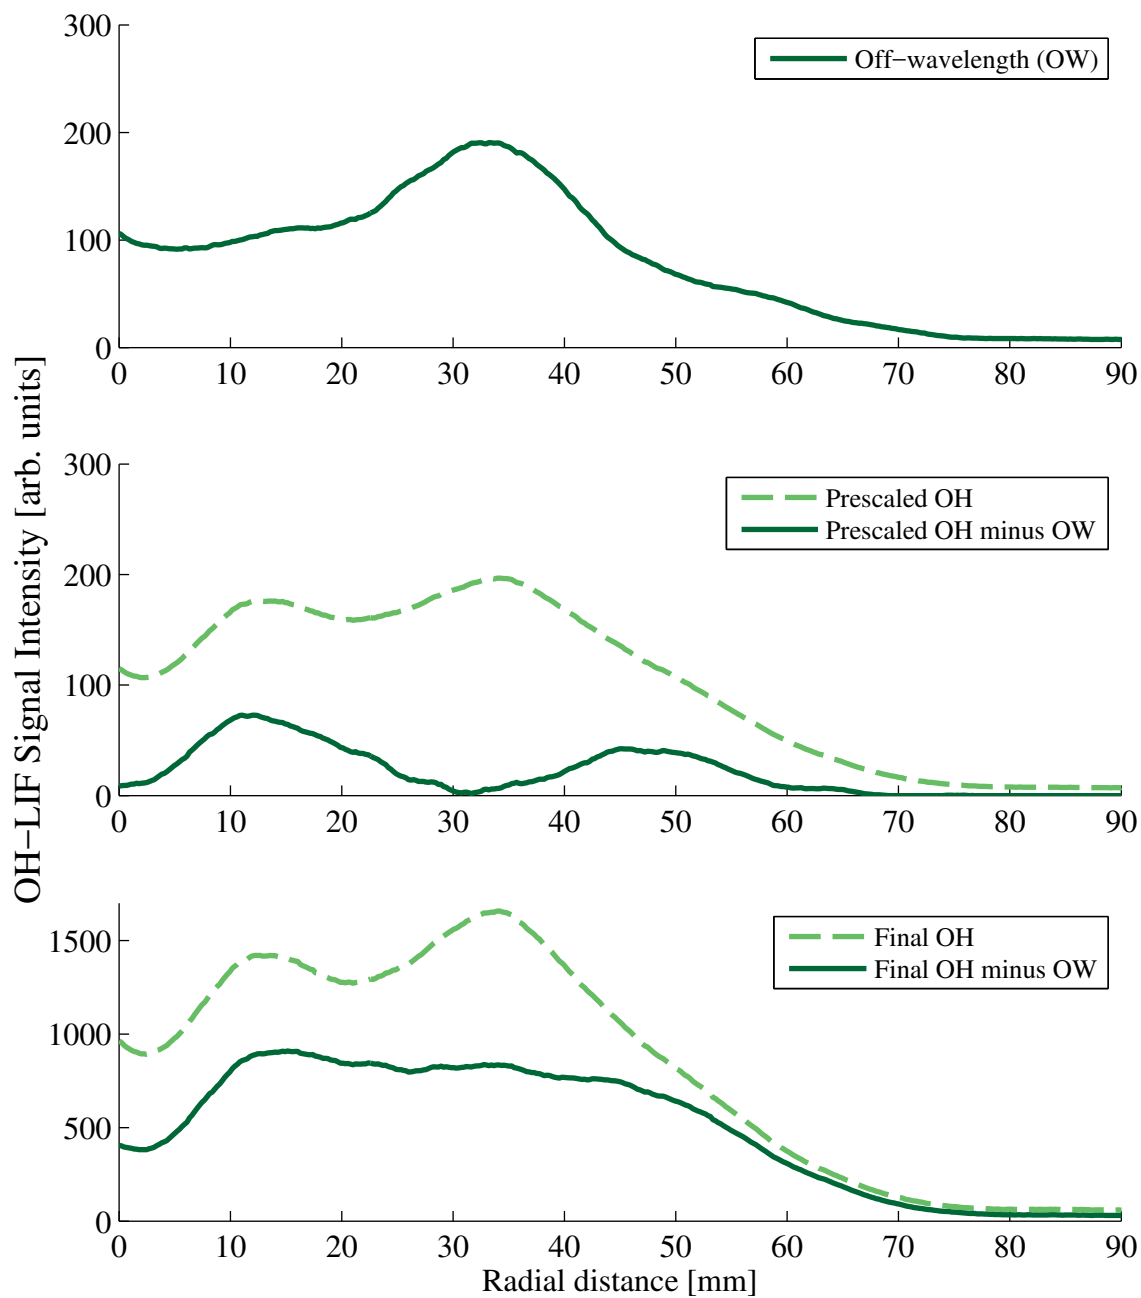 300
200
100
0
0 10 20 30 40 50 60 70 80 90
Off−wavelength (OW)
OH−LIF Signal Intensity [arb. units]
300
200
100
0
0 10 20 30 40 50 60 70 80 90
Prescaled OH
Prescaled OH minus OW
1500
1000
500
0
0 10 20 30 40 50 60 70 80 90
Final OH
Final OH minus OW
Radial distance [mm]